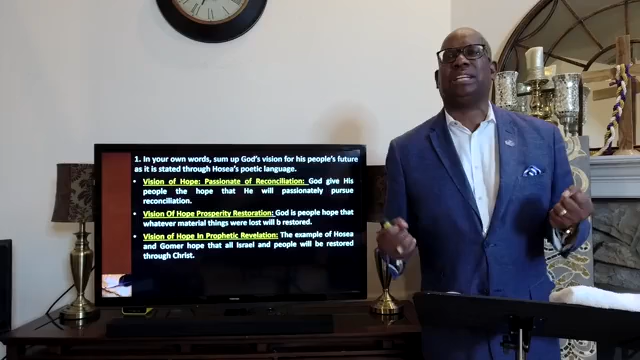 1. In your own words, sum up God's vision for his people's future
as it is stated through Hosea's poetic language.
• Vision of Hope: Passionate of Reconciliation: God give His
people the hope that He will passionately pursue
reconciliation.
• Vision Of Hope Prosperity Restoration: God is people hope that
whatever material things were lost will b restored.
• Vision of Hope In Prophetic Revelation: The example of Hosea
and Gomer hope that all Israel and people will be restored
through Christ.